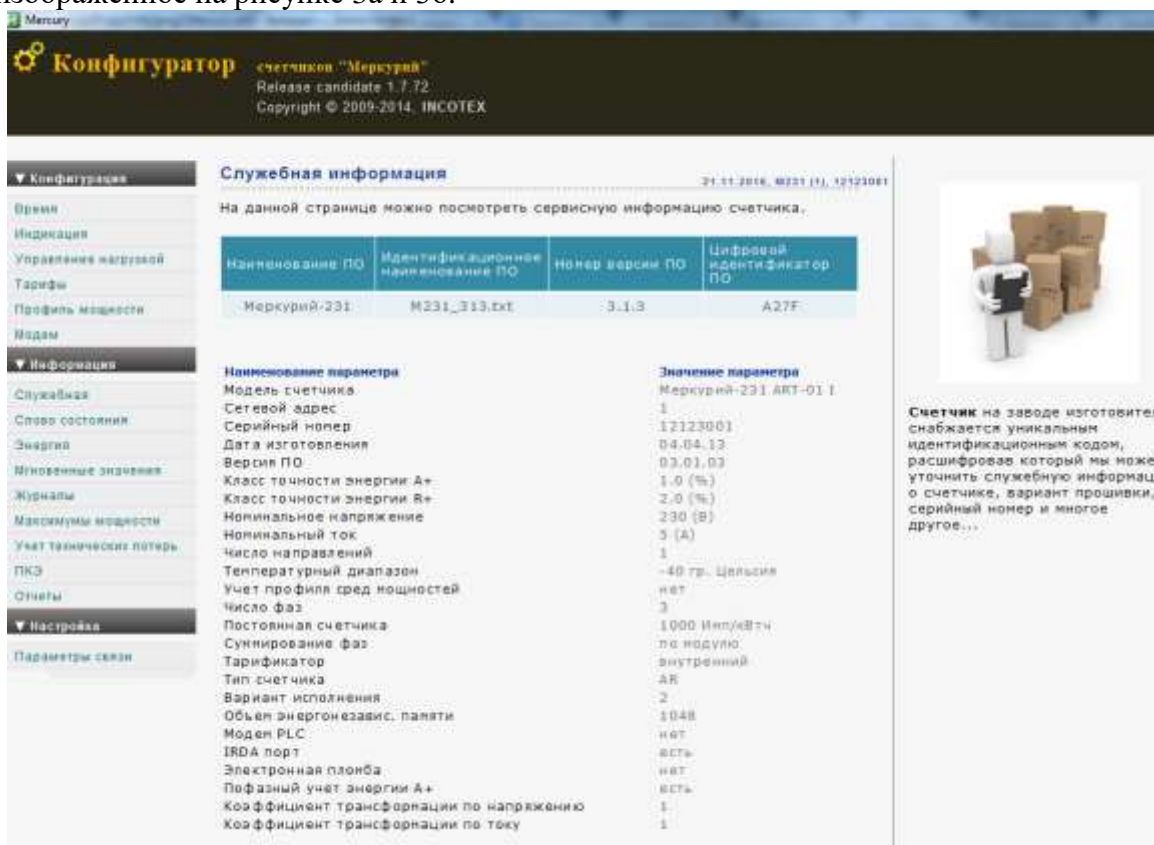 изображенное на рисунке 3а и 3б.
Mercury
Конфигуратор счетчиков "Меркурий"
Release candidate 1.7.72
Copyright © 2009-2014, INCOTEX
▼ Конфигурация
Время
Индикация
Управление нагрузкой
Тарифы
Профиль мощности
Модем
▼ Информация
Служебная
Слово состояния
Энергия
Мгновенные значения
Журналы
Максимумы мощности
Учет технических потерь
ПКЭ
Отчеты
▼ Настройка
Параметры связи
Служебная информация
21.11.2016, M231 (1), 12123001
На данной странице можно посмотреть сервисную информацию счетчика.
Наименование ПО Идентификационное наименование ПО Номер версии ПО Цифровой идентификатор ПО
Меркурий-231 M231_313.txt 3.1.3 A27F
Наименование параметра Значение параметра
Модель счетчика Меркурий-231 ART-01 I
Сетевой адрес 1
Серийный номер 12123001
Дата изготовления 04.04.13
Версия ПО 03.01.03
Класс точности энергии A+ 1.0 (%)
Класс точности энергии R+ 2.0 (%)
Номинальное напряжение 230 (В)
Номинальный ток 5 (А)
Число направлений 1
Температурный диапазон -40 гр. Цельсия
Учет профиля сред мощностей нет
Число фаз 3
Постоянная счетчика 1000 Имп/кВтч
Суммирование фаз по модулю
Тарификатор внутренний
Тип счетчика AR
Вариант исполнения 2
Объем энергонезавис. памяти 1048
Модем PLC нет
IRDA порт есть
Электронная пломба нет
Пофазный учет энергии A+ есть
Коэффициент трансформации по напряжению 1
Коэффициент трансформации по току 1
Счетчик на заводе изготовител
снабжается уникальным
идентификационным кодом,
расшифровав который мы може
уточнить служебную информац
о счетчике, вариант прошивки,
серийный номер и многое
другое...